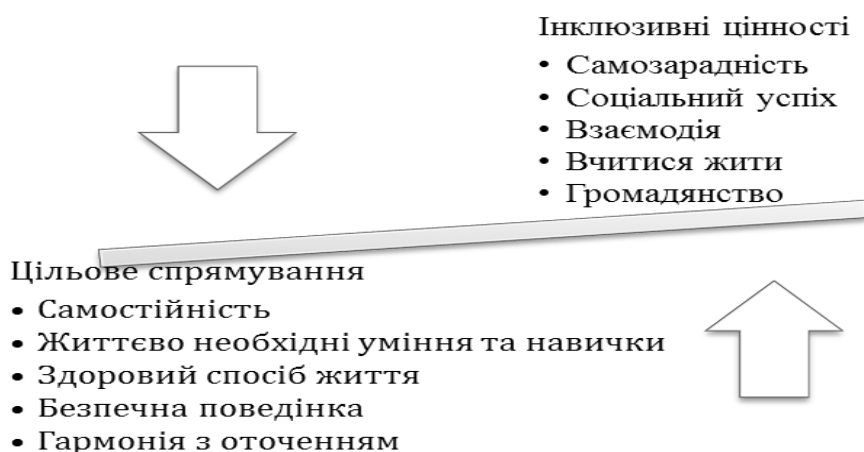 Інклюзивні цінності
• Самозарадність
• Соціальний успіх
• Взаємодія
• Вчитися жити
• Громадянство
Цільове спрямування
• Самостійність
• Життєво необхідні уміння та навички
• Здоровий спосіб життя
• Безпечна поведінка
• Гармонія з оточенням